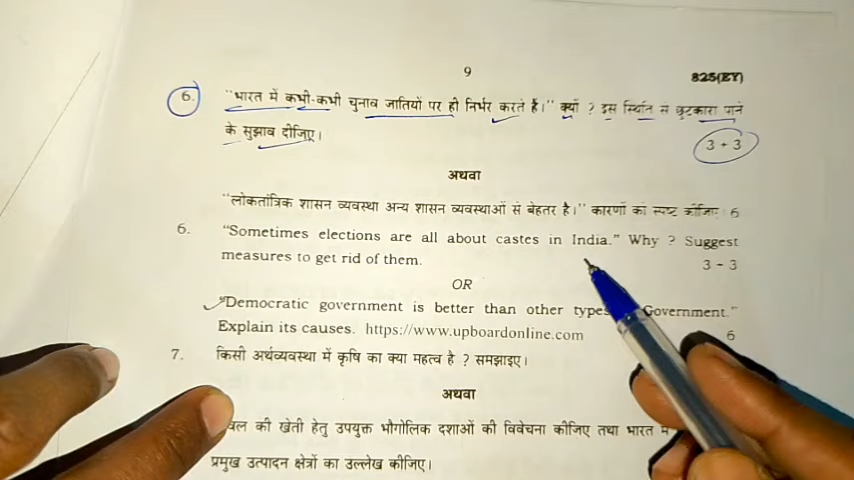 9
825(EY)
6. "भारत में कभी-कभी चुनाव जातियों पर ही निर्भर करते हैं।" क्यों ? इस स्थिति से छुटकारा पाने
के सुझाव दीजिए।
3 + 3
अथवा
"लोकतांत्रिक शासन व्यवस्था अन्य शासन व्यवस्थाओं से बेहतर है।" कारणों को स्पष्ट कीजिए 6
6. "Sometimes elections are all about castes in India." Why ? Suggest
measures to get rid of them. 3 - 3
OR
"Democratic government is better than other types Government."
Explain its causes. https://www.upboardonline.com 6
7. किसी अर्थव्यवस्था में कृषि का क्या महत्व है ? समझाइए।
अथवा
की खेती हेतु उपयुक्त भौगोलिक दशाओं की विवेचना कीजिए तथा भारत में
प्रमुख उत्पादन क्षेत्रों का उल्लेख कीजिए।